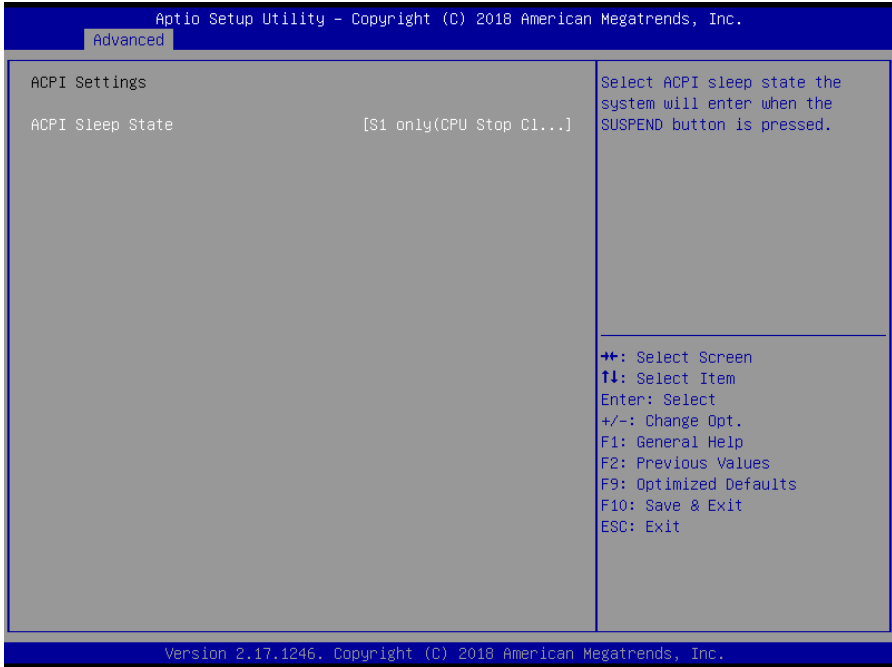 Aptio Setup Utility – Copyright (C) 2018 American Megatrends, Inc.
Advanced
ACPI Settings
ACPI Sleep State [S1 only(CPU Stop Cl...]
Select ACPI sleep state the
system will enter when the
SUSPEND button is pressed.
→←: Select Screen
↑↓: Select Item
Enter: Select
+/-: Change Opt.
F1: General Help
F2: Previous Values
F9: Optimized Defaults
F10: Save & Exit
ESC: Exit
Version 2.17.1246. Copyright (C) 2018 American Megatrends, Inc.